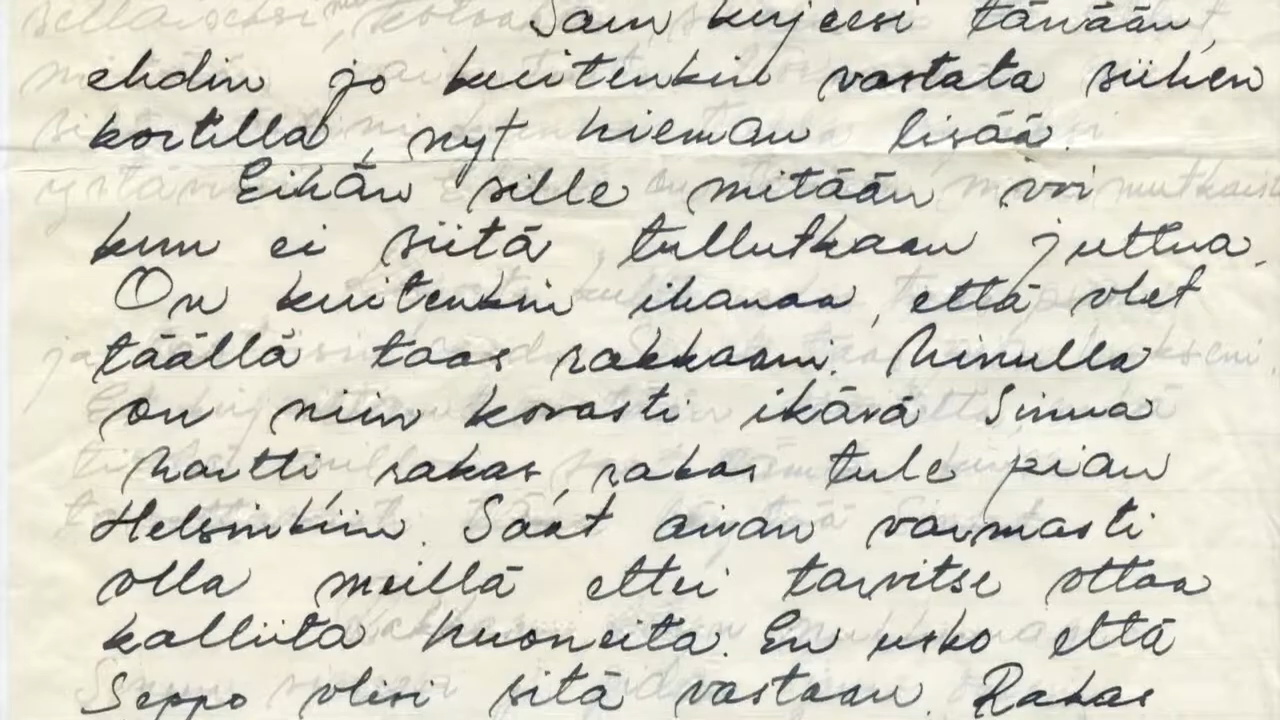 Sain kirjeesi tänään,
ehdin jo kuitenkin vastata siihen
kortilla, nyt hieman lisää.
Eihän sille mitään voi
kun ei siitä tullutkaan juttua.
On kuitenkin ihanaa, että olet
täällä taas rakkaani. Minulla
on niin kovasti ikävä Sinua
Martti, rakas, rakas tule pian
Helsinkiin. Saat aivan varmasti
olla meillä ettei tarvitse ottaa
kalliita huoneita. En usko että
Seppo olisi sitä vastaan. Rakas